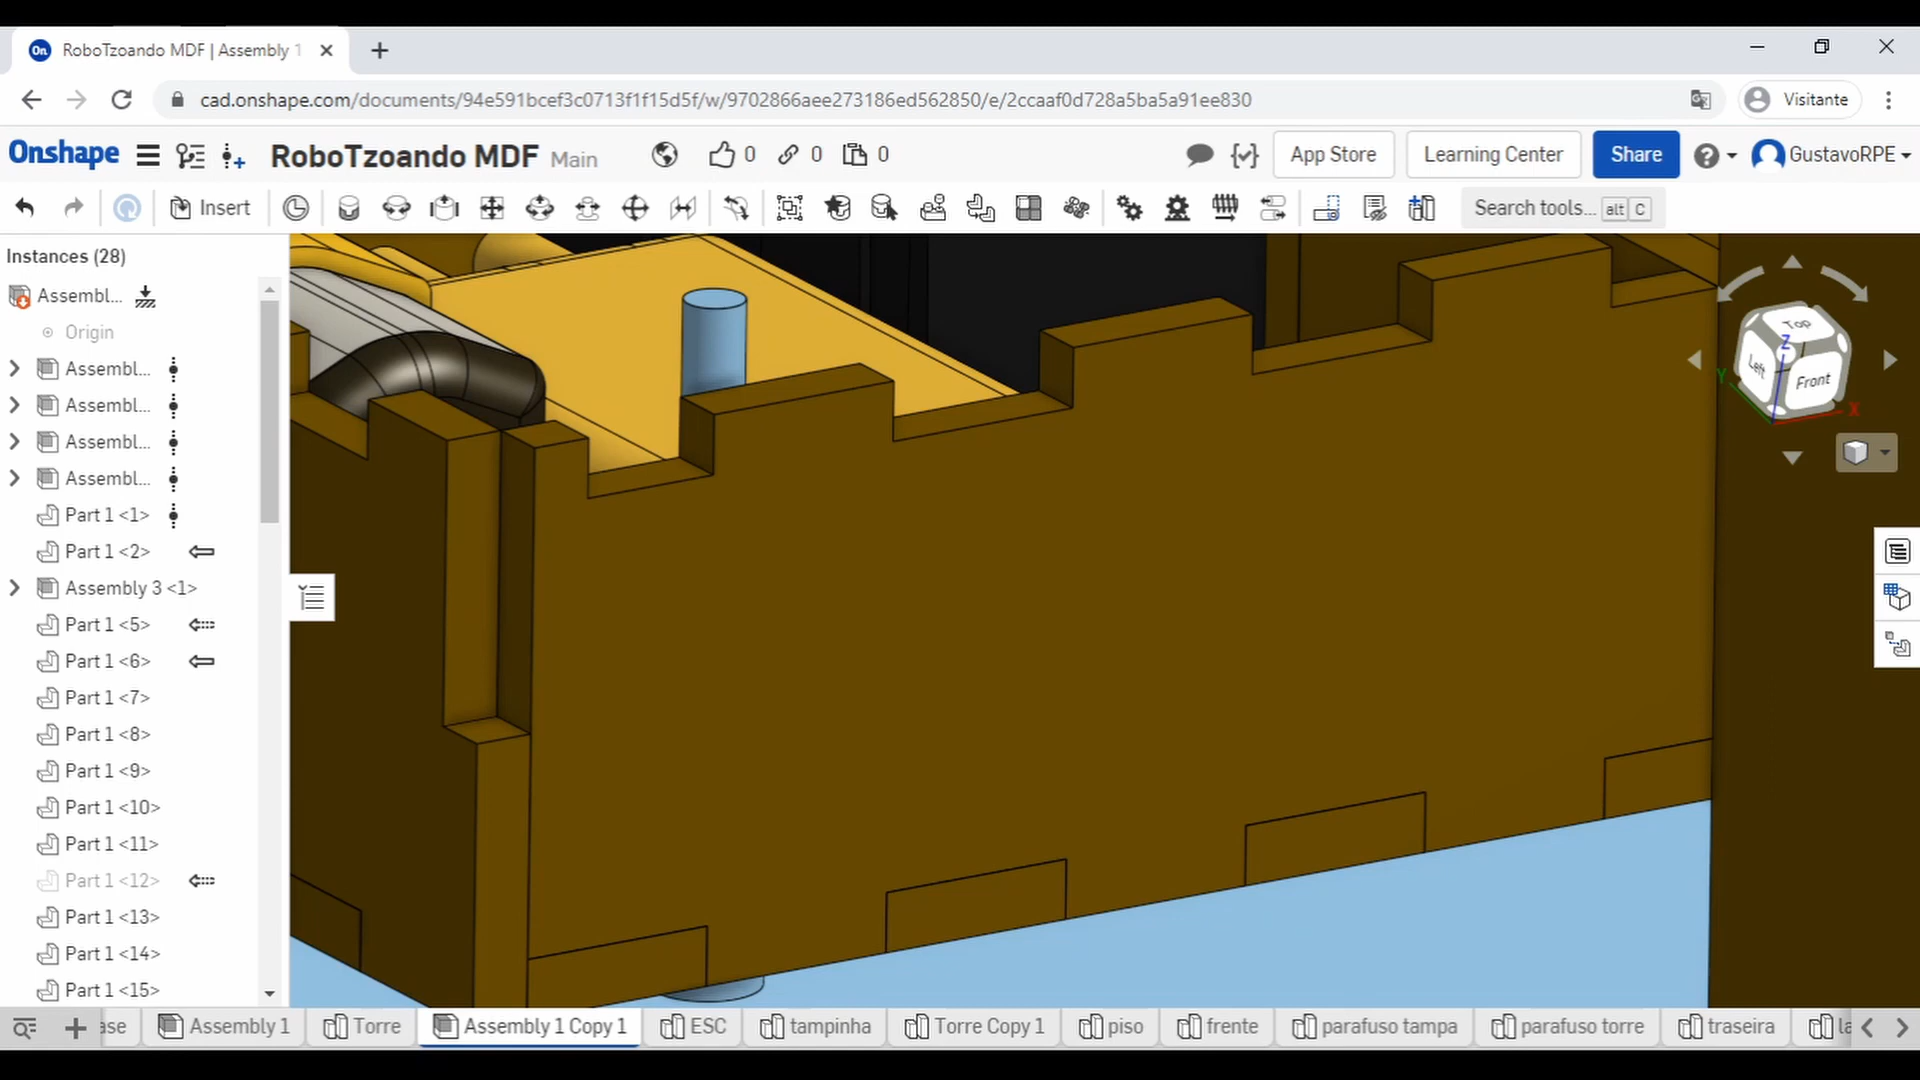 RoboTzoando MDF | Assembly 1
cad.onshape.com/documents/94e591bcef3c0713f1f15d5f/w/9702866aee273186ed562850/e/2ccaaf0d728a5ba5a91ee830
Visitante
Onshape
RoboTzoando MDF Main
0
0
0
App Store
Learning Center
Share
GustavoRPE
Insert
Search tools... alt C
Instances (28)
Assembl...
Origin
Assembl...
Assembl...
Assembl...
Assembl...
Part 1 <1>
Part 1 <2>
Assembly 3 <1>
Part 1 <5>
Part 1 <6>
Part 1 <7>
Part 1 <8>
Part 1 <9>
Part 1 <10>
Part 1 <11>
Part 1 <12>
Part 1 <13>
Part 1 <14>
Part 1 <15>
Top
Left
Front
Z
Y
X
ase
Assembly 1
Torre
Assembly 1 Copy 1
ESC
tampinha
Torre Copy 1
piso
frente
parafuso tampa
parafuso torre
traseira